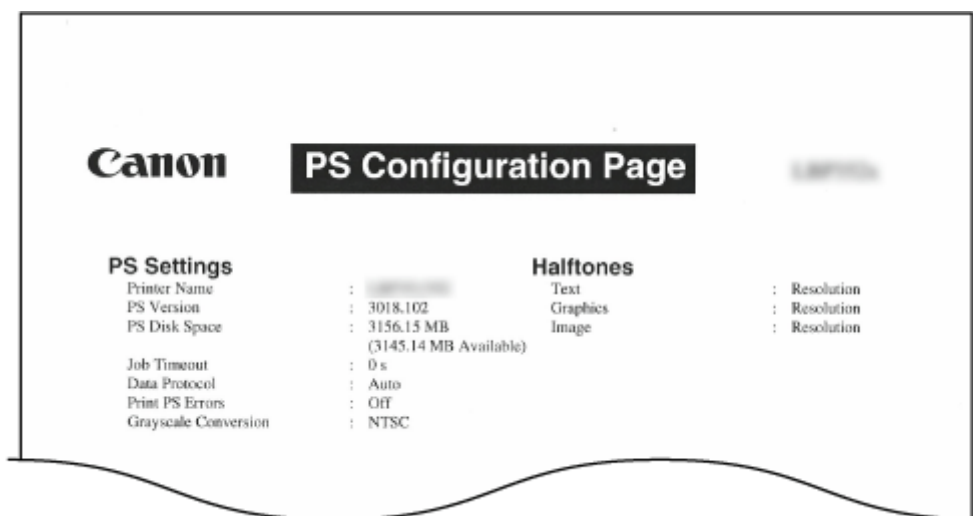 Canon PS Configuration Page
PS Settings
Printer Name :
PS Version : 3018.102
PS Disk Space : 3156.15 MB
(3145.14 MB Available)
Job Timeout : 0 s
Data Protocol : Auto
Print PS Errors : Off
Grayscale Conversion : NTSC
Halftones
Text : Resolution
Graphics : Resolution
Image : Resolution